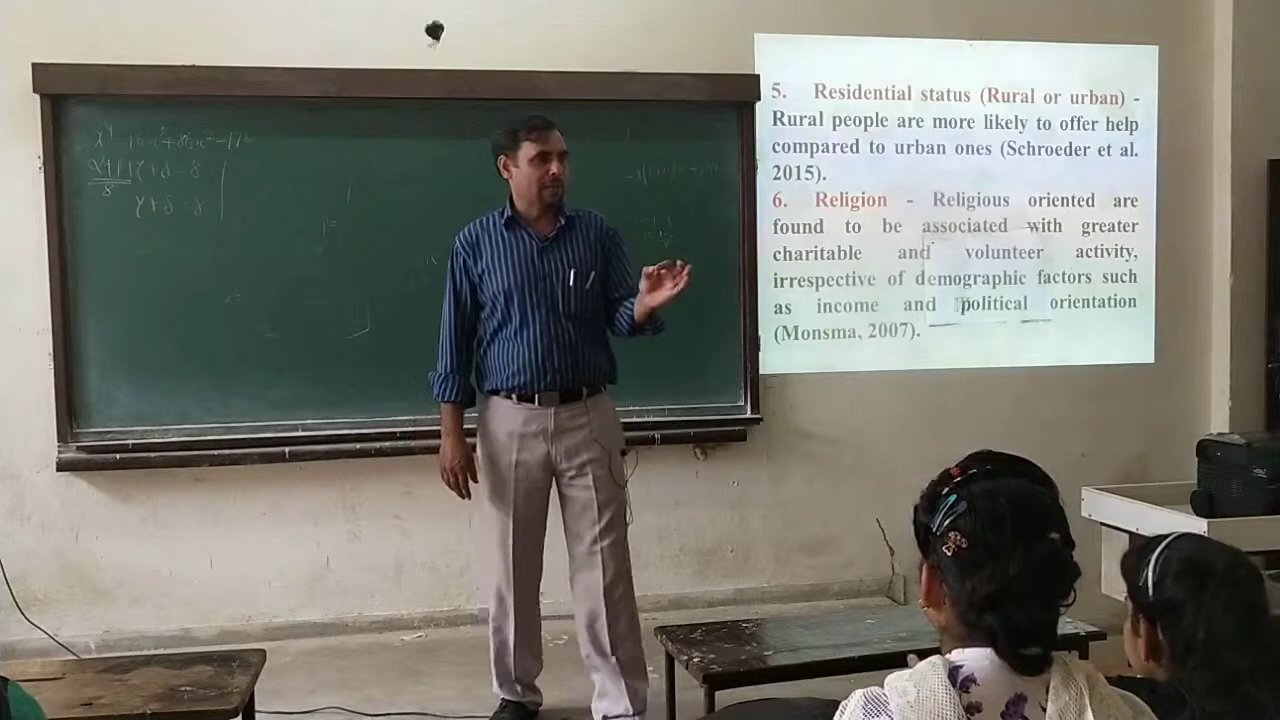 5. Residential status (Rural or urban) -
Rural people are more likely to offer help
compared to urban ones (Schroeder et al.
2015).
6. Religion - Religious oriented are
found to be associated with greater
charitable and volunteer activity,
irrespective of demographic factors such
as income and political orientation
(Monsma, 2007).